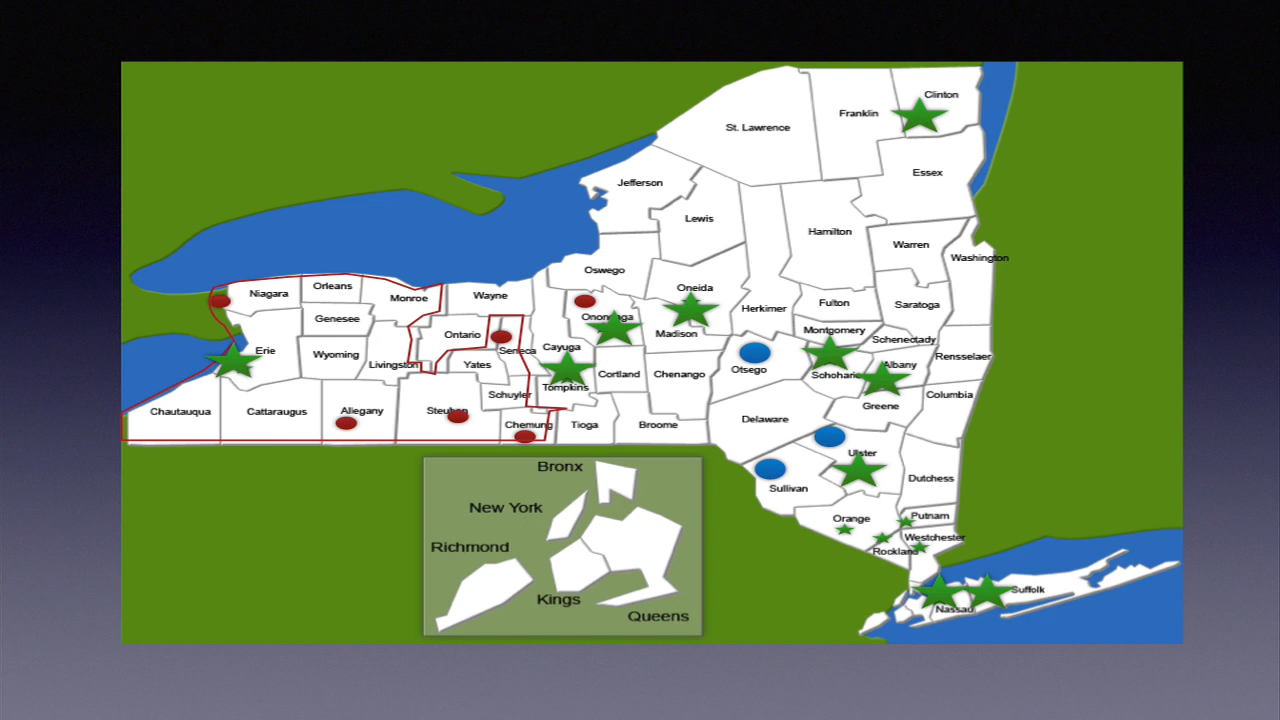 Clinton
Franklin
St. Lawrence
Essex
Jefferson
Lewis
Hamilton
Warren
Washington
Oswego
Oneida
Herkimer
Fulton
Saratoga
Niagara
Orleans
Monroe
Wayne
Genesee
Onondaga
Madison
Montgomery
Schenectady
Ontario
Seneca
Cayuga
Erie
Wyoming
Livingston
Yates
Tompkins
Cortland
Chenango
Otsego
Schoharie
Albany
Rensselaer
Schuyler
Columbia
Greene
Chautauqua
Cattaraugus
Allegany
Steuben
Chemung
Tioga
Broome
Delaware
Ulster
Sullivan
Dutchess
Orange
Putnam
Westchester
Rockland
Suffolk
Nassau
Bronx
New York
Richmond
Kings
Queens